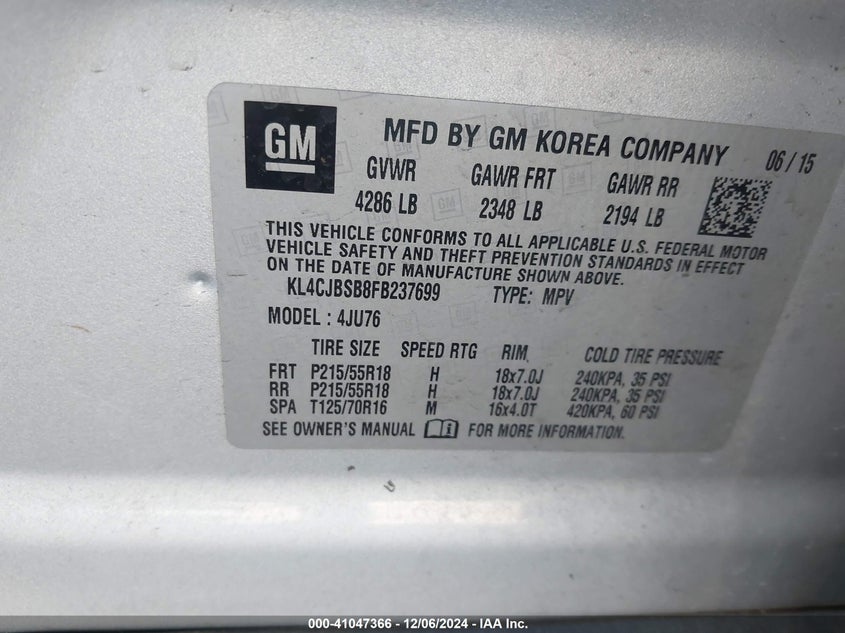 GM
MFD BY GM KOREA COMPANY 06/15
GVWR GAWR FRT GAWR RR
4286 LB 2348 LB 2194 LB
THIS VEHICLE CONFORMS TO ALL APPLICABLE U.S. FEDERAL MOTOR
VEHICLE SAFETY AND THEFT PREVENTION STANDARDS IN EFFECT
ON THE DATE OF MANUFACTURE SHOWN ABOVE.
KL4CJBSB8FB237699 TYPE: MPV
MODEL: 4JU76
TIRE SIZE SPEED RTG RIM COLD TIRE PRESSURE
FRT P215/55R18 H 18x7.0J 240KPA, 35 PSI
RR P215/55R18 H 18x7.0J 240KPA, 35 PSI
SPA T125/70R16 M 16x4.0T 420KPA, 60 PSI
SEE OWNER'S MANUAL FOR MORE INFORMATION.
000-41047366 - 12/06/2024 - IAA Inc.